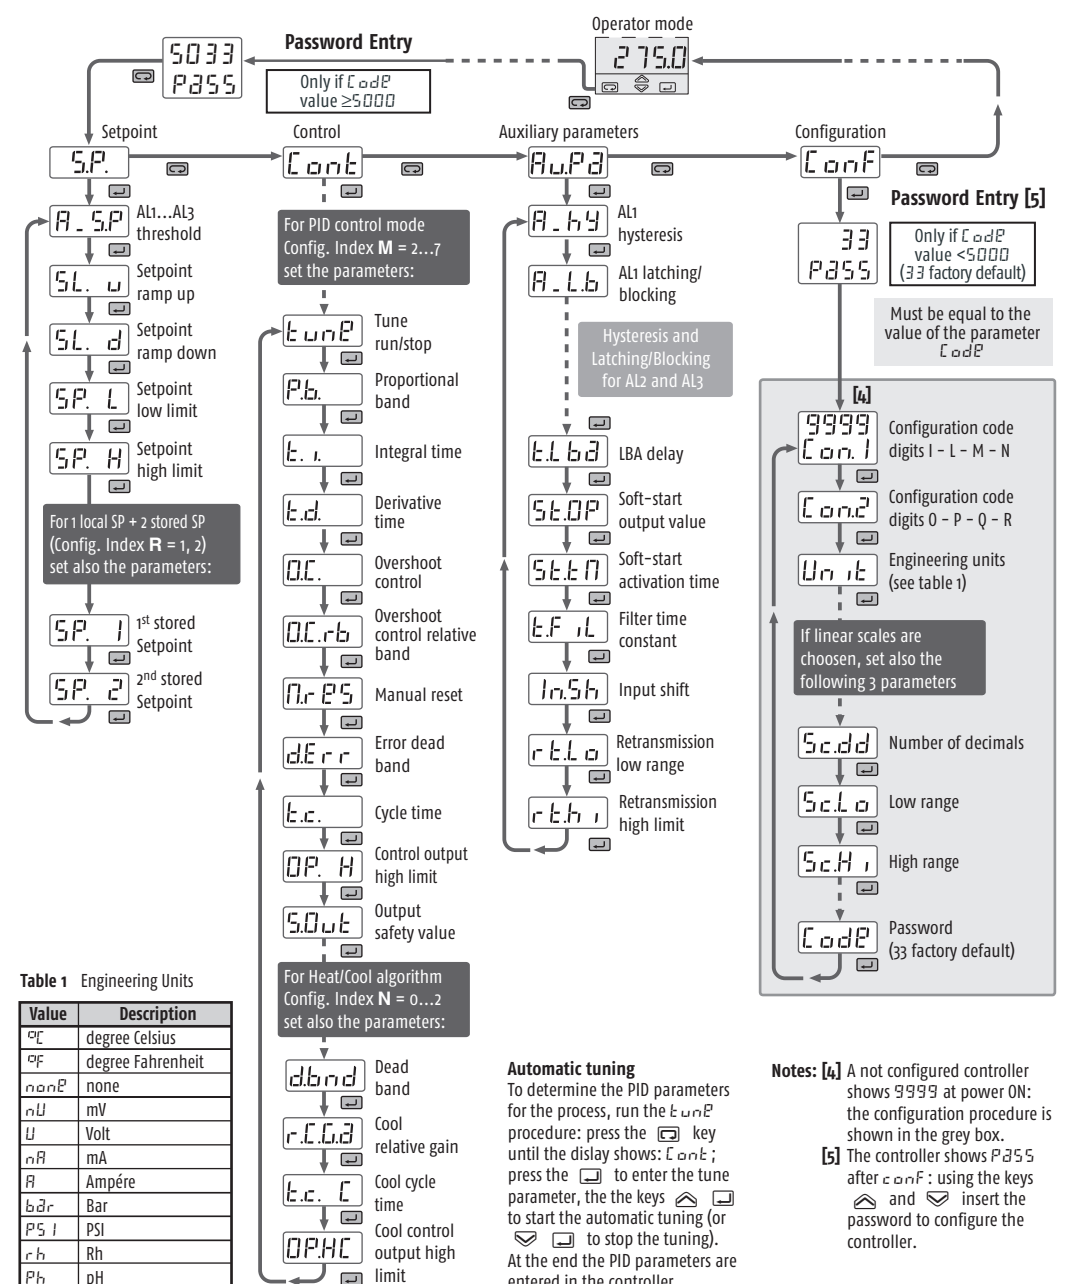 Operator mode
275.0
5033
PASS
Password Entry
Only if Code
value ≥5000
Setpoint
S.P.
A_S.P
AL1...AL3
threshold
SL. u
Setpoint
ramp up
SL. d
Setpoint
ramp down
SP. L
Setpoint
low limit
SP. H
Setpoint
high limit
For 1 local SP + 2 stored SP
(Config. Index R = 1, 2)
set also the parameters:
SP. 1
1st stored
Setpoint
SP. 2
2nd stored
Setpoint
Control
Cont
For PID control mode
Config. Index M = 2...7
set the parameters:
tunE
Tune
run/stop
P.b.
Proportional
band
t.i.
Integral time
t.d.
Derivative
time
O.C.
Overshoot
control
O.C.rb
Overshoot
control relative
band
M.rES
Manual reset
d.Err
Error dead
band
t.c.
Cycle time
OP. H
Control output
high limit
S.Out
Output
safety value
For Heat/Cool algorithm
Config. Index N = 0...2
set also the parameters:
d.bnd
Dead
band
r.C.G.a
Cool
relative gain
t.c. C
Cool cycle
time
OP.HC
Cool control
output high
limit
Auxiliary parameters
Au.Pa
A_hY
AL1
hysteresis
A_L.b
AL1 latching/
blocking
Hysteresis and
Latching/Blocking
for AL2 and AL3
t.Lba
LBA delay
St.OP
Soft-start
output value
St.tM
Soft-start
activation time
t.FiL
Filter time
constant
In.Sh
Input shift
rt.Lo
Retransmission
low range
rt.hi
Retransmission
high limit
Configuration
ConF
Password Entry [5]
33
PASS
Only if Code
value <5000
(33 factory default)
Must be equal to the
value of the parameter
Code
[4]
9999
Con.1
Configuration code
digits I - L - M - N
Con.2
Configuration code
digits O - P - Q - R
Unit
Engineering units
(see table 1)
If linear scales are
choosen, set also the
following 3 parameters
Sc.dd
Number of decimals
Sc.Lo
Low range
Sc.Hi
High range
Code
Password
(33 factory default)
Table 1 Engineering Units
Value Description
°C degree Celsius
°F degree Fahrenheit
nonE none
nU mV
U Volt
nA mA
A Ampére
bar Bar
PSI PSI
rh Rh
Ph pH
Automatic tuning
To determine the PID parameters
for the process, run the tunE
procedure: press the key
until the dislay shows: Cont;
press the to enter the tune
parameter, the the keys
to start the automatic tuning (or
to stop the tuning).
At the end the PID parameters are
entered in the controller
Notes: [4] A not configured controller
shows 9999 at power ON:
the configuration procedure is
shown in the grey box.
[5] The controller shows PASS
after conF: using the keys
and insert the
password to configure the
controller.